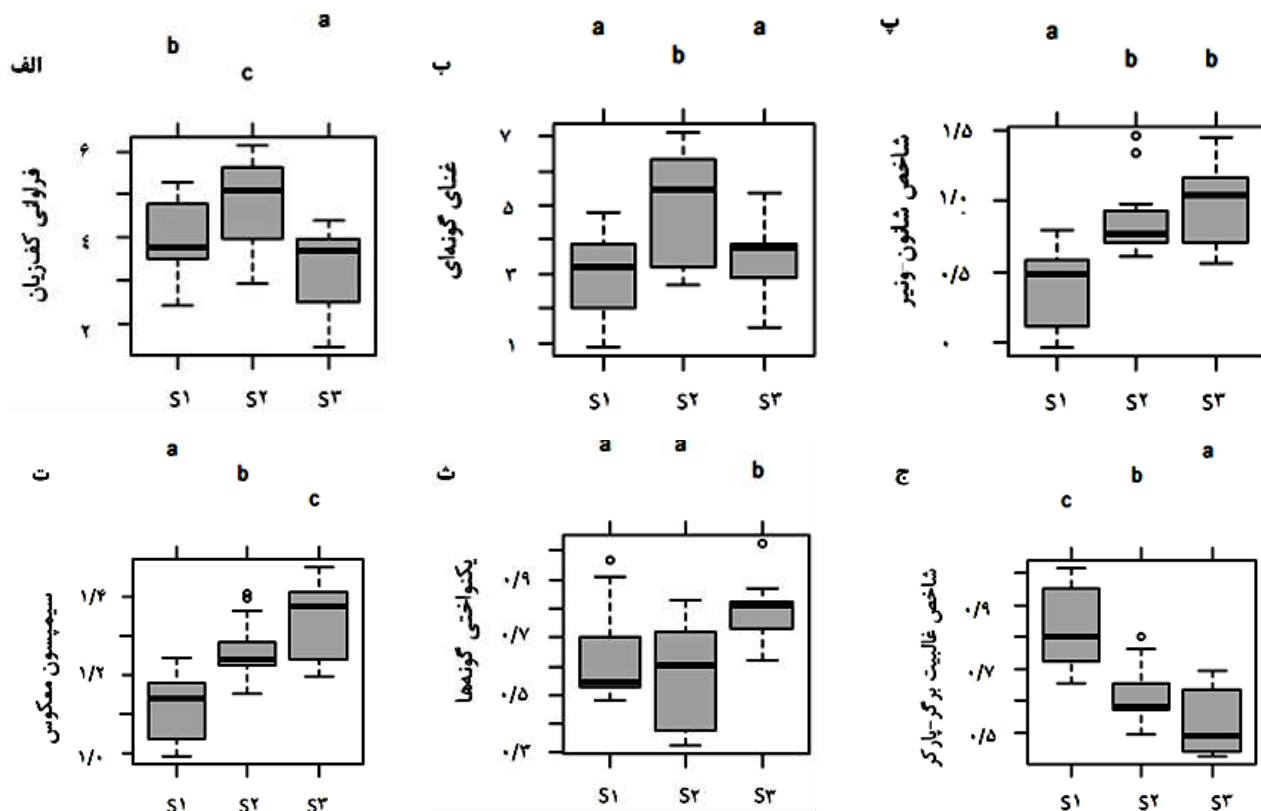 الف
b
c
a
فراوانی کف‌زیان
۶
۴
۲
S۱ S۲ S۳
ب
a
b
a
غنای گونه‌ای
۷
۵
۳
۱
S۱ S۲ S۳
پ
a
b
b
شاخص شانون-ونیر
۱/۵
۱/۰
۰/۵
۰
S۱ S۲ S۳
ت
a
b
c
سیمپسون معکوس
۱/۴
۱/۲
۱/۰
S۱ S۲ S۳
ث
a
a
b
یکنواختی گونه‌ها
۰/۹
۰/۷
۰/۵
۰/۳
S۱ S۲ S۳
ج
c
b
a
شاخص غالبیت برگر-پارکر
۰/۹
۰/۷
۰/۵
S۱ S۲ S۳